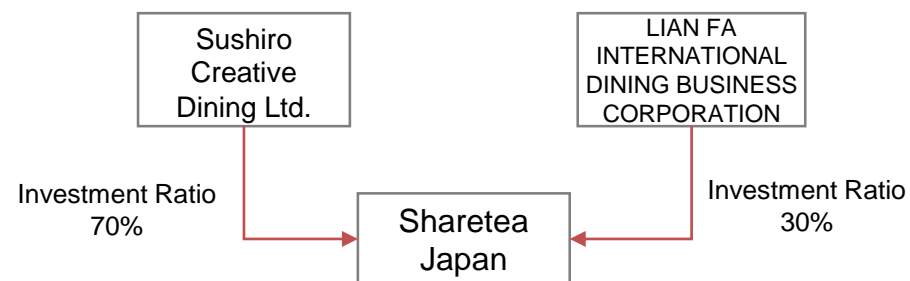 Sushiro
Creative
Dining Ltd.
LIAN FA
INTERNATIONAL
DINING BUSINESS
CORPORATION
Investment Ratio
70%
Sharetea
Japan
Investment Ratio
30%